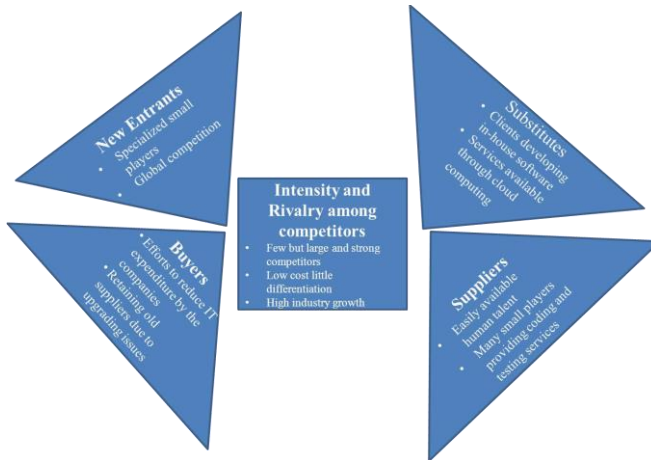 New Entrants
• Specialized small
players
• Global competition
Substitutes
• Clients developing
in-house software
• Services available
through cloud
computing
Intensity and
Rivalry among
competitors
• Few but large and strong
competitors
• Low cost little
differentiation
• High industry growth
Buyers
• Efforts to reduce IT
expenditure by the
companies
• Retaining old
suppliers due to
upgrading issues
Suppliers
• Easily available
human talent
• Many small players
providing coding and
testing services